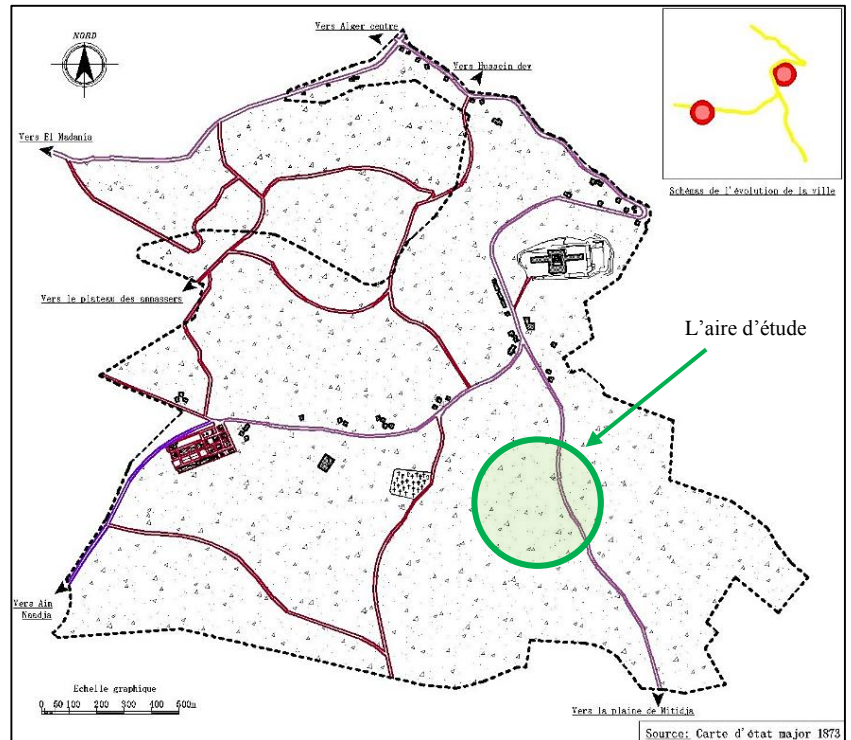 NORD
Vers Alger centre
Vers Hussein dey
Vers El Madania
Schémas de l'évolution de la ville
Vers le plateau des annassers
L'aire d'étude
Vers Ain
Naadja
Echelle graphique
0 50 100 200 300 400 500m
Vers la plaine de Mitidja
Source: Carte d'état major 1873